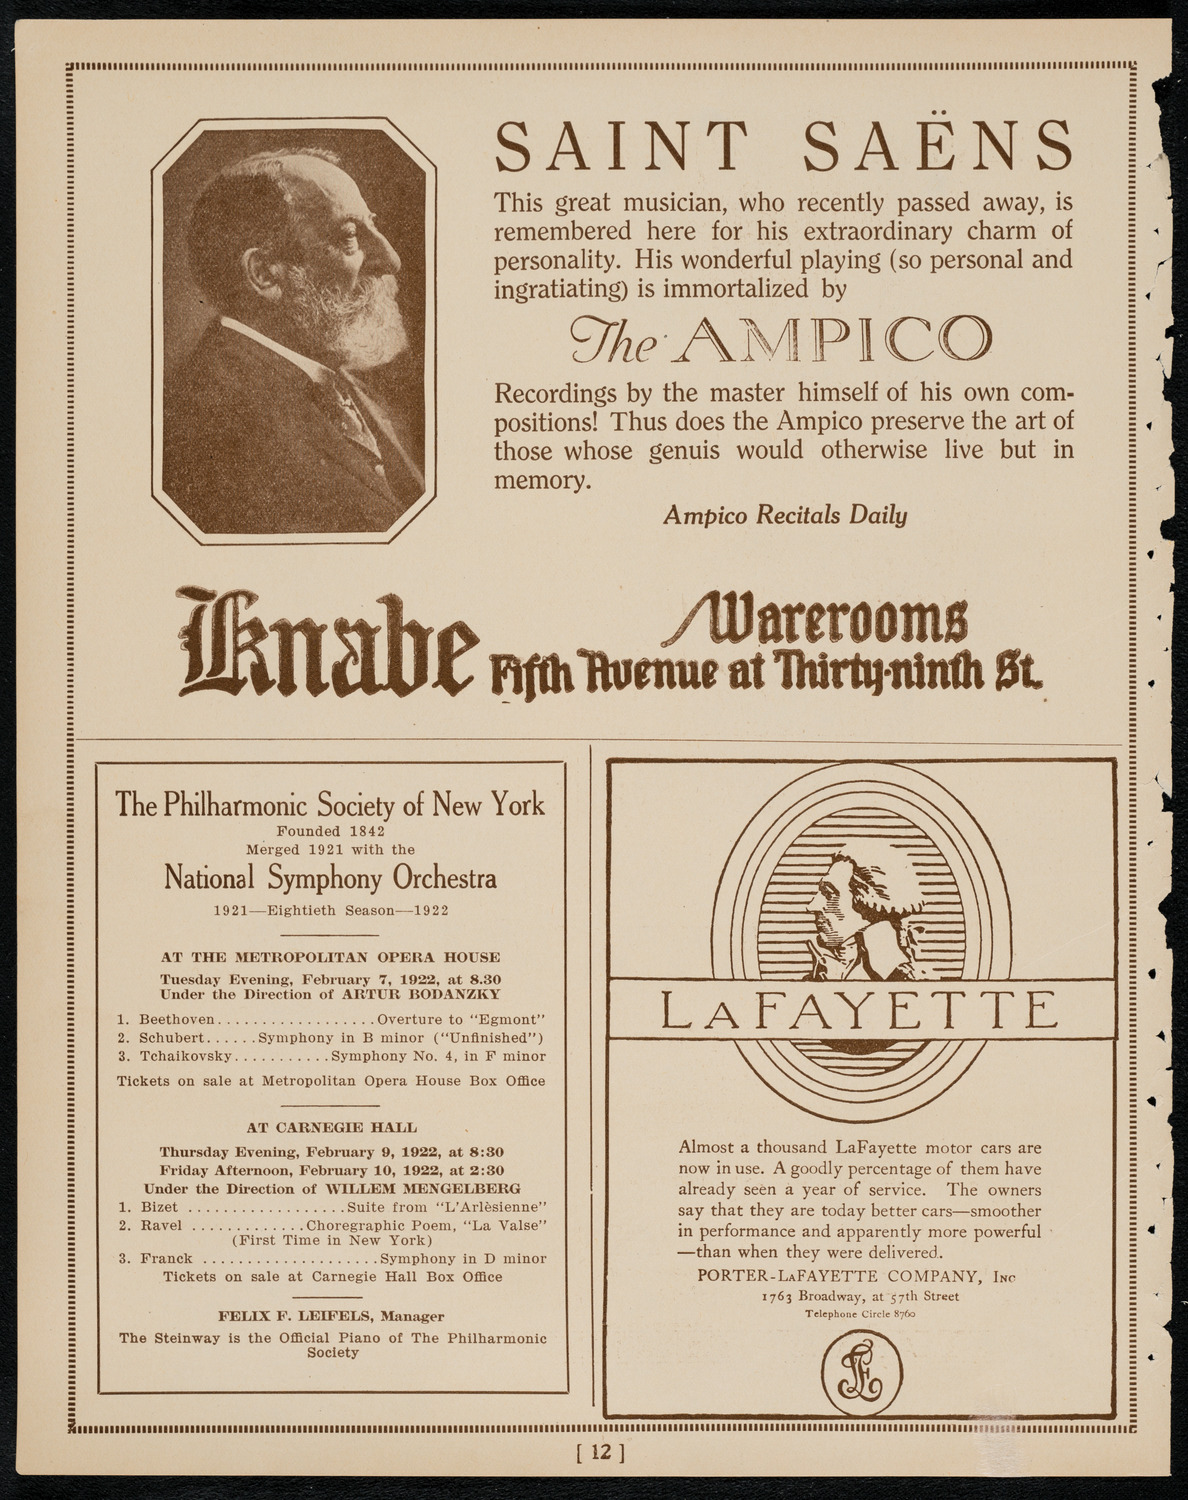 SAINT SAËNS
This great musician, who recently passed away, is
remembered here for his extraordinary charm of
personality. His wonderful playing (so personal and
ingratiating) is immortalized by
The AMPICO
Recordings by the master himself of his own com-
positions! Thus does the Ampico preserve the art of
those whose genuis would otherwise live but in
memory.
Ampico Recitals Daily
Knabe Warerooms
Fifth Avenue at Thirty-ninth St.
The Philharmonic Society of New York
Founded 1842
Merged 1921 with the
National Symphony Orchestra
1921—Eightieth Season—1922
AT THE METROPOLITAN OPERA HOUSE
Tuesday Evening, February 7, 1922, at 8.30
Under the Direction of ARTUR BODANZKY
1. Beethoven..................Overture to "Egmont"
2. Schubert......Symphony in B minor ("Unfinished")
3. Tchaikovsky...........Symphony No. 4, in F minor
Tickets on sale at Metropolitan Opera House Box Office
AT CARNEGIE HALL
Thursday Evening, February 9, 1922, at 8:30
Friday Afternoon, February 10, 1922, at 2:30
Under the Direction of WILLEM MENGELBERG
1. Bizet ..................Suite from "L'Arlèsienne"
2. Ravel .............Choregraphic Poem, "La Valse"
(First Time in New York)
3. Franck ....................Symphony in D minor
Tickets on sale at Carnegie Hall Box Office
FELIX F. LEIFELS, Manager
The Steinway is the Official Piano of The Philharmonic
Society
LAFAYETTE
Almost a thousand LaFayette motor cars are
now in use. A goodly percentage of them have
already seen a year of service. The owners
say that they are today better cars—smoother
in performance and apparently more powerful
—than when they were delivered.
PORTER-LAFAYETTE COMPANY, INC
1763 Broadway, at 57th Street
Telephone Circle 8760
[ 12 ]